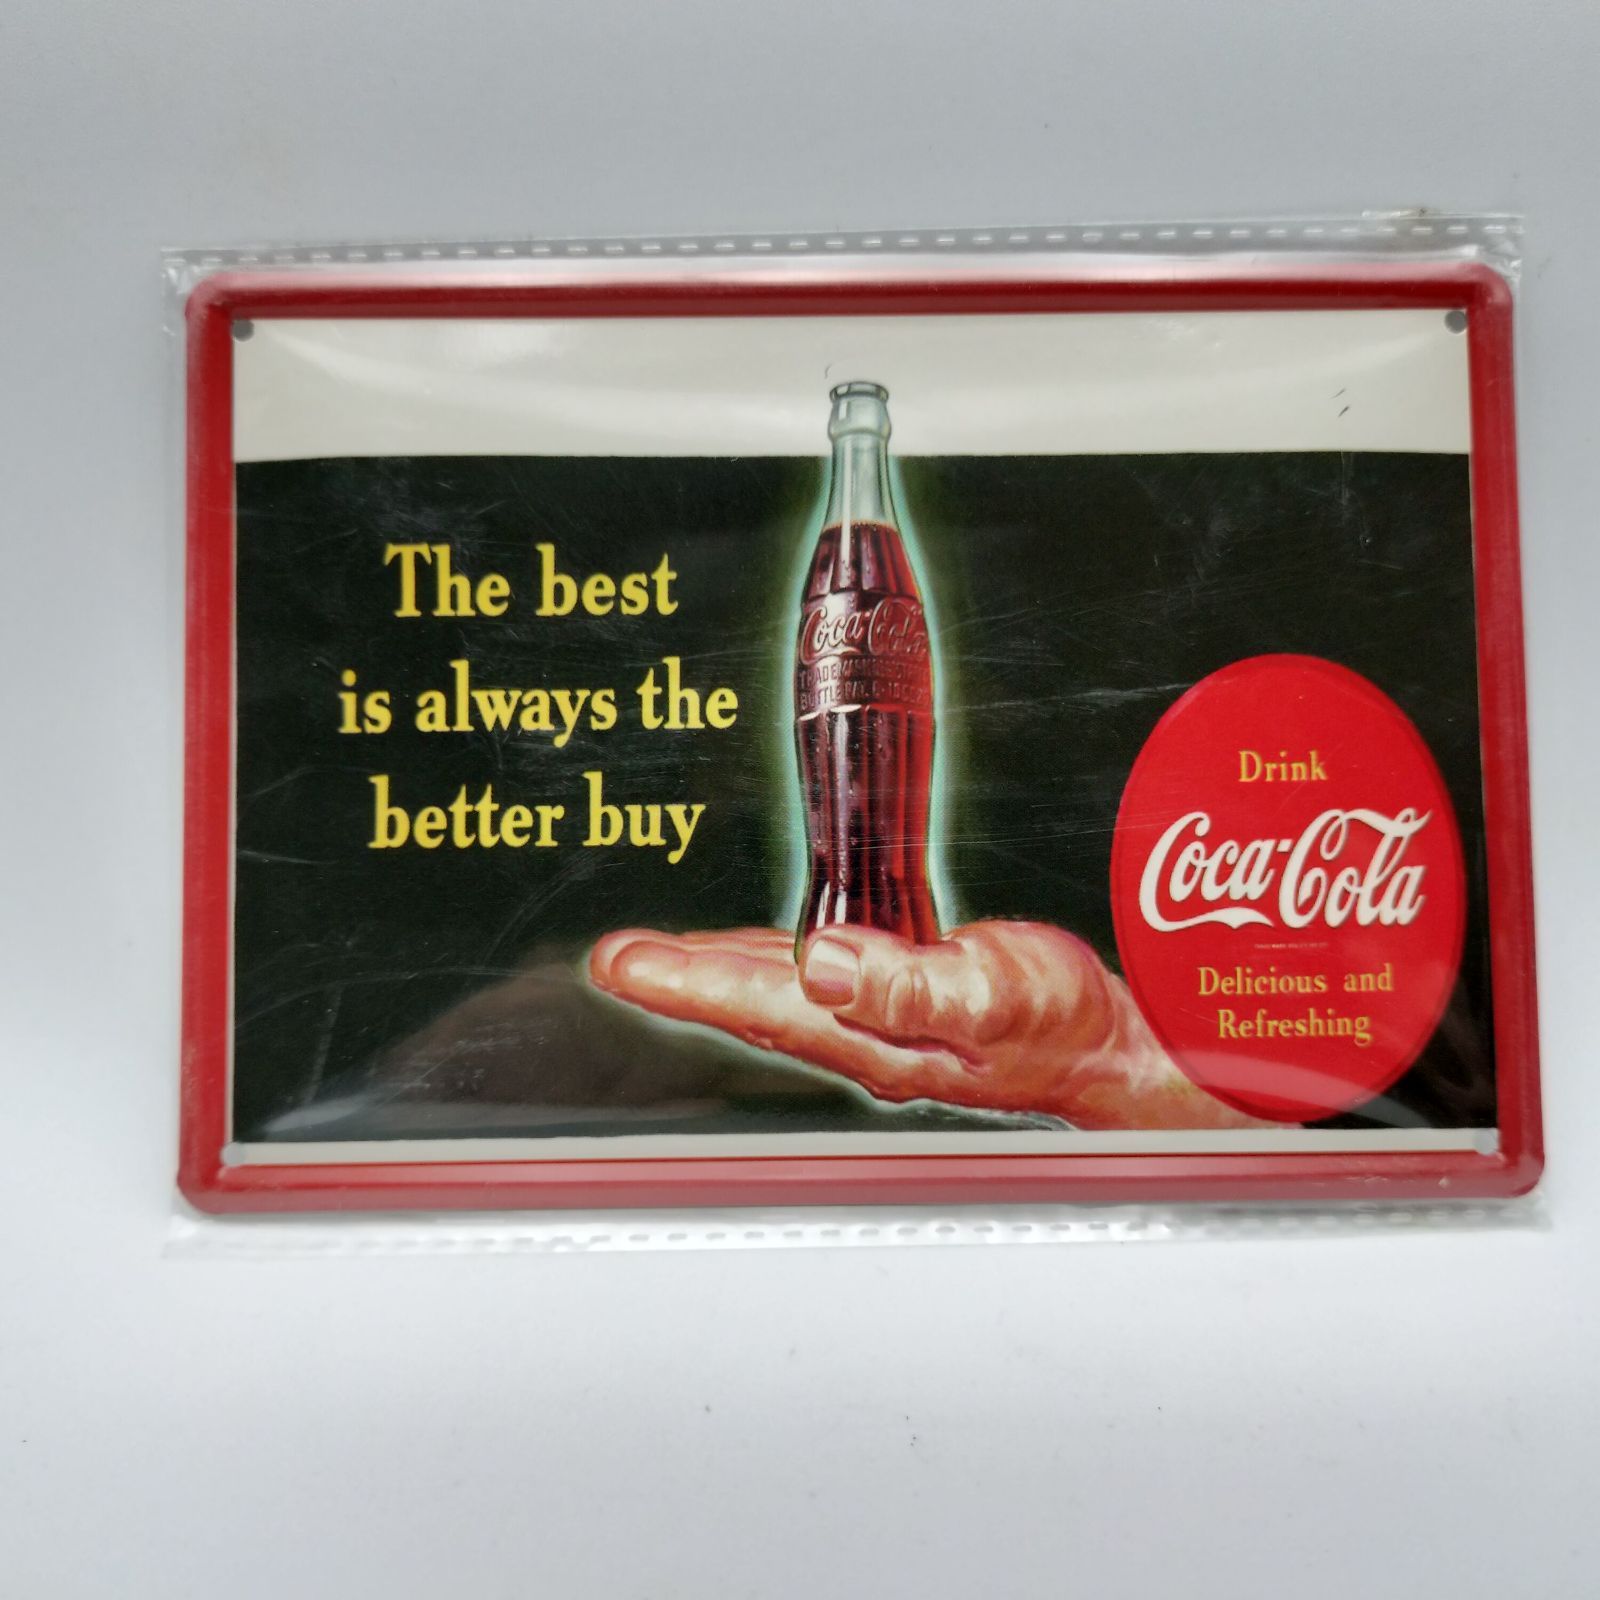 The best
is always the
better buy
Coca-Cola
Drink
Coca-Cola
Delicious and
Refreshing